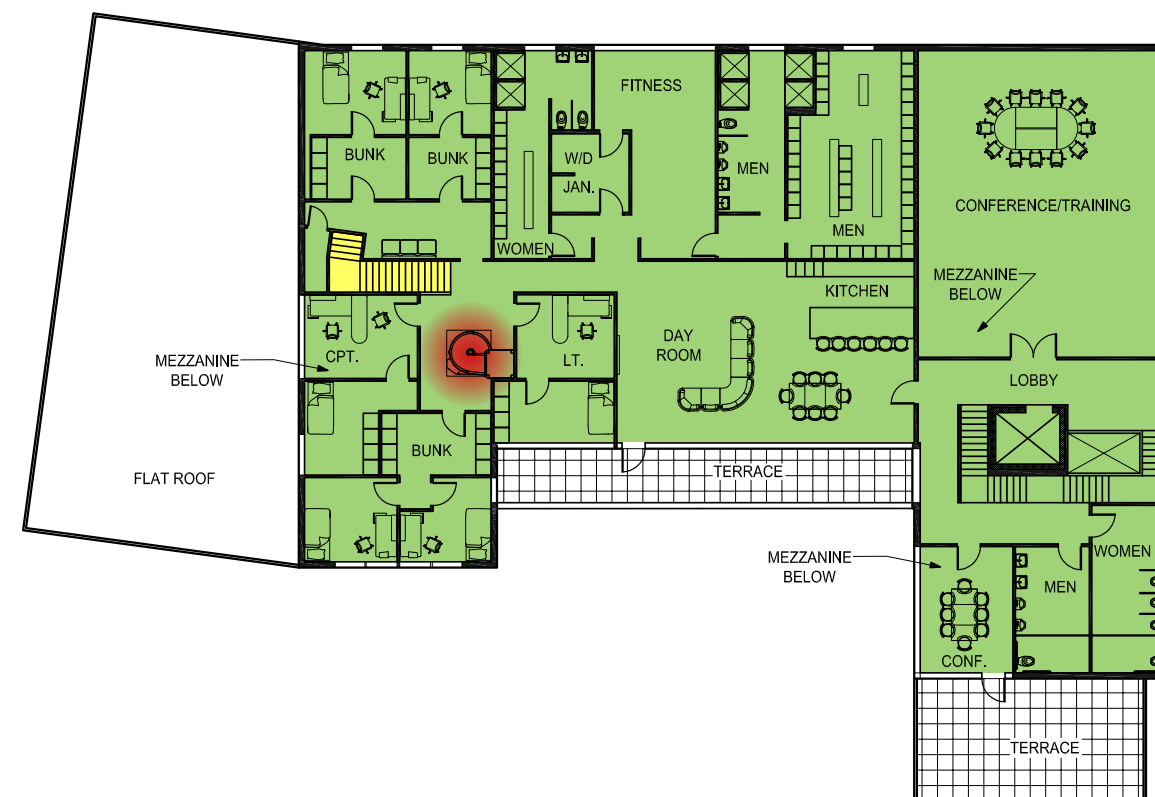 FITNESS
BUNK
BUNK
W/D
JAN.
MEN
WOMEN
MEN
CONFERENCE/TRAINING
MEZZANINE
BELOW
KITCHEN
DAY
ROOM
MEZZANINE
BELOW
CPT.
LT.
LOBBY
BUNK
FLAT ROOF
TERRACE
MEZZANINE
BELOW
WOMEN
MEN
CONF.
TERRACE